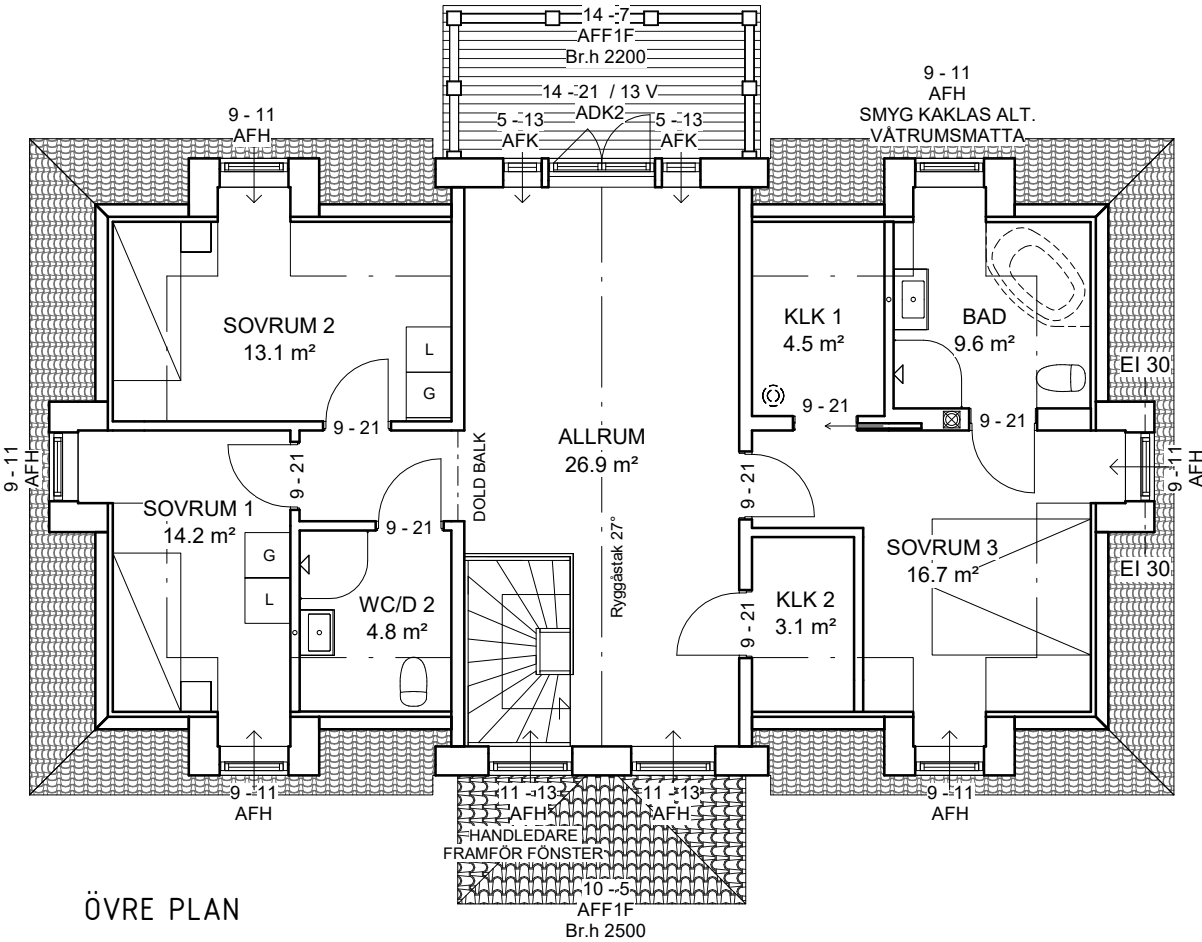 14 - 7
AFF1F
Br.h 2200
14 - 21 / 13 V
ADK2
5 - 13
AFK
5 - 13
AFK
9 - 11
AFH
9 - 11
AFH
SMYG KAKLAS ALT.
VÅTRUMSMATTA
SOVRUM 2
13.1 m²
L
G
KLK 1
4.5 m²
BAD
9.6 m²
EI 30
9 - 21
9 - 21
9 - 21
9 - 11
AFH
9 - 21
DOLD BALK
ALLRUM
26.9 m²
9 - 21
9 - 11
AFH
SOVRUM 1
14.2 m²
9 - 21
G
L
WC/D 2
4.8 m²
Ryggåstak 27°
KLK 2
3.1 m²
9 - 21
SOVRUM 3
16.7 m²
EI 30
9 - 11
AFH
11 - 13
AFH
11 - 13
AFH
9 - 11
AFH
HANDLEDARE
FRAMFÖR FÖNSTER
10 - 5
AFF1F
Br.h 2500
ÖVRE PLAN